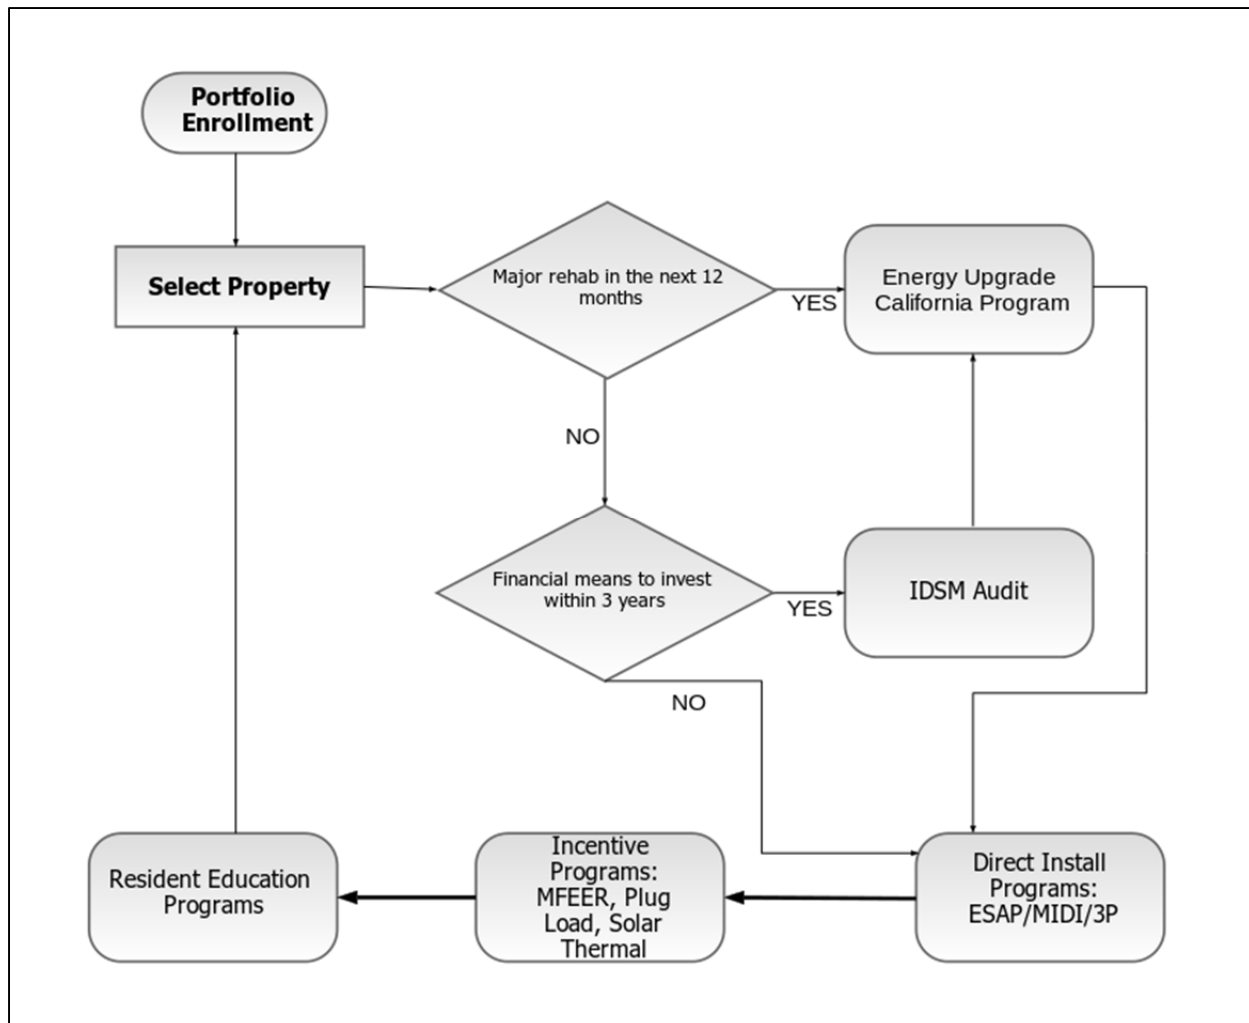 Portfolio
Enrollment
Select Property
Major rehab in the next 12
months
YES
Energy Upgrade
California Program
NO
Financial means to invest
within 3 years
YES
IDSM Audit
NO
Resident Education
Programs
Incentive
Programs:
MFEER, Plug
Load, Solar
Thermal
Direct Install
Programs:
ESAP/MIDI/3P